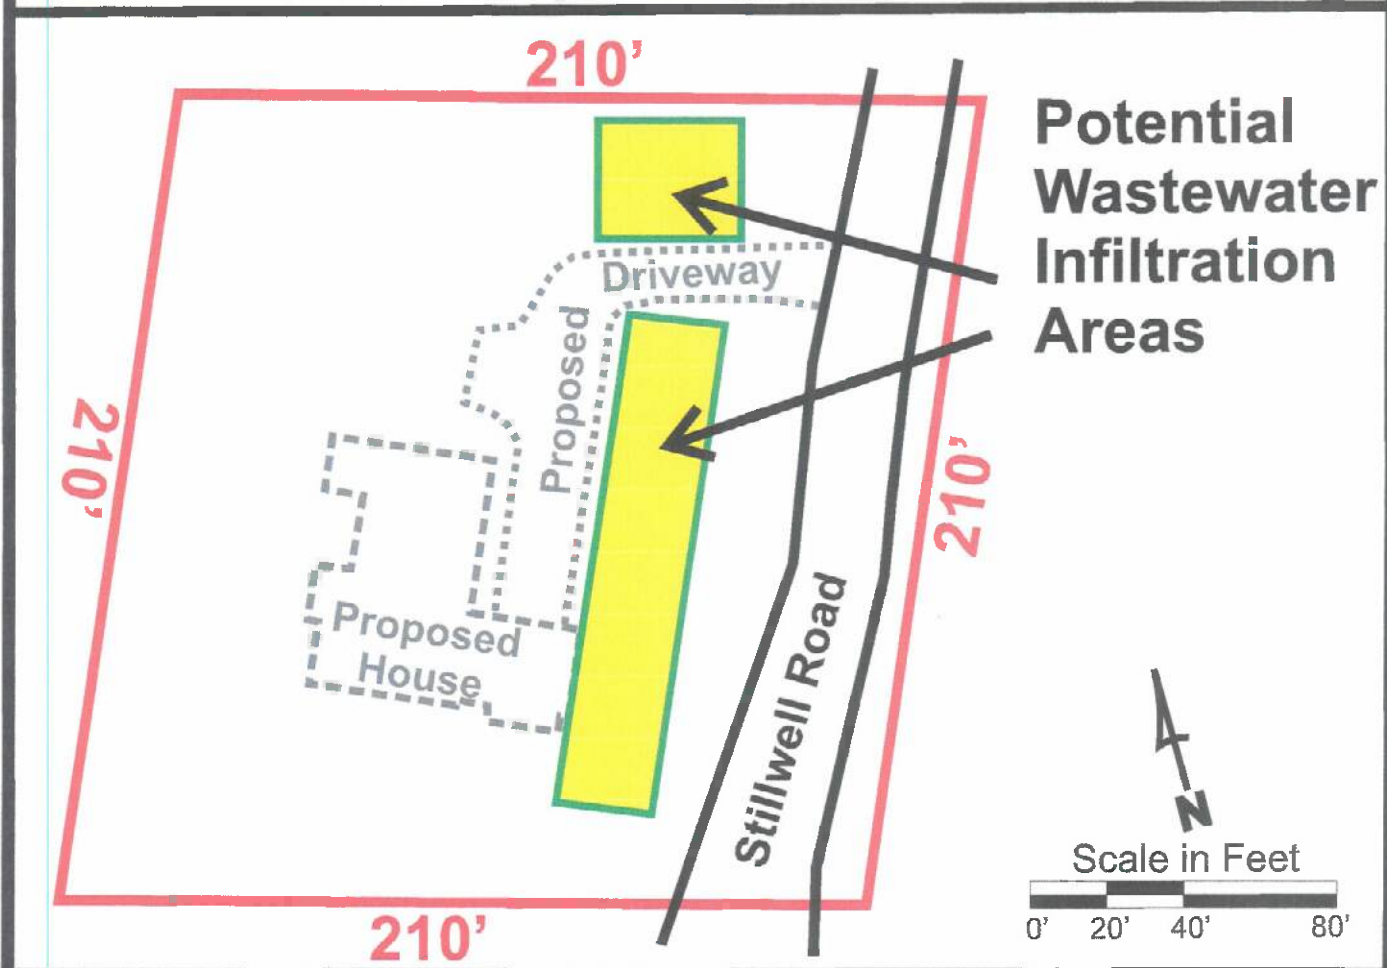 210’
Potential
Wastewater
Infiltration
Areas
Driveway
Proposed
210’
210’
Proposed
House
Stillwell Road
N
Scale in Feet
0’ 20’ 40’ 80’
210’